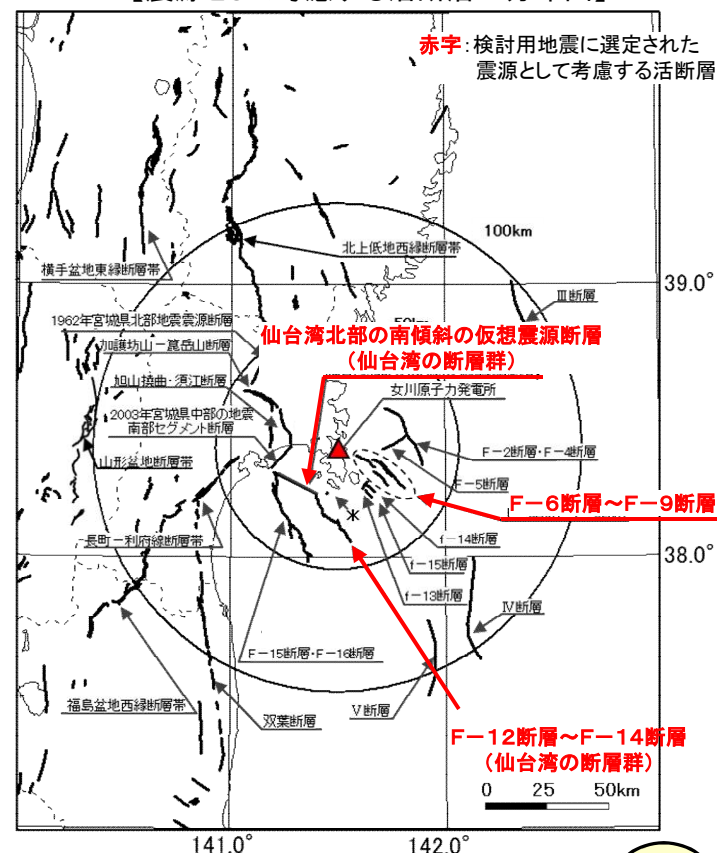 赤字:検討用地震に選定された
震源として考慮する活断層
100km
北上低地西縁断層帯
横手盆地東縁断層帯
39.0°
Ⅲ断層
1962年宮城県北部地震震源断層
仙台湾北部の南傾斜の仮想震源断層
(仙台湾の断層群)
加護坊山-箟岳山断層
旭山撓曲・須江断層
女川原子力発電所
2003年宮城県中部の地震
南部セグメント断層
F-2断層・F-4断層
山形盆地断層帯
F-5断層
F-6断層~F-9断層
長町-利府線断層帯
f-14断層
38.0°
f-15断層
f-13断層
Ⅳ断層
F-15断層・F-16断層
福島盆地西縁断層帯
双葉断層
Ⅴ断層
F-12断層~F-14断層
(仙台湾の断層群)
0 25 50km
141.0° 142.0°